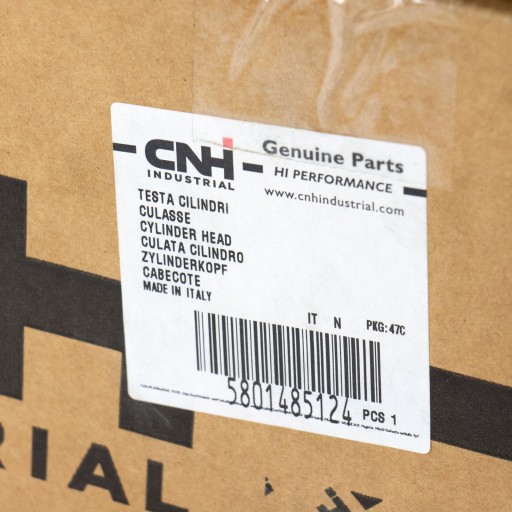 CNH
INDUSTRIAL
Genuine Parts
HI PERFORMANCE
www.cnhindustrial.com
TESTA CILINDRI
CULASSE
CYLINDER HEAD
CULATA CILINDRO
ZYLINDERKOPF
CABECOTE
MADE IN ITALY
IT N PKG:47C
5801485124 PCS 1
RIAL